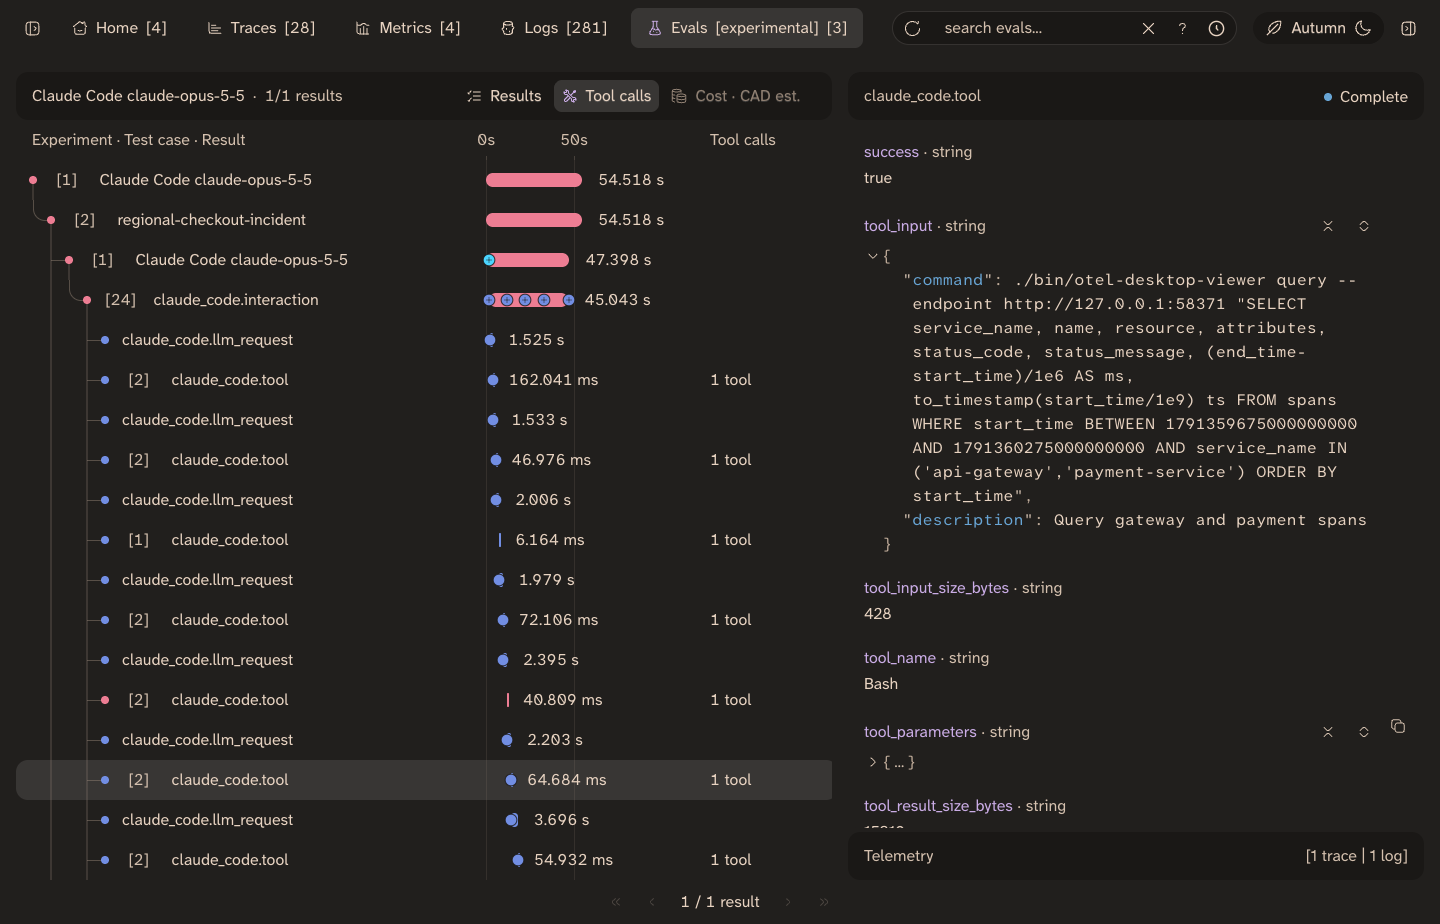 Home [4]
Traces [28]
Metrics [4]
Logs [281]
Evals [experimental] [3]
search evals...
?
Autumn
Claude Code claude-opus-5-5 · 1/1 results
Results
Tool calls
Cost · CAD est.
Experiment · Test case · Result
0s
50s
Tool calls
[1] Claude Code claude-opus-5-5 54.518 s
[2] regional-checkout-incident 54.518 s
[1] Claude Code claude-opus-5-5 47.398 s
[24] claude_code.interaction 45.043 s
claude_code.llm_request 1.525 s
[2] claude_code.tool 162.041 ms 1 tool
claude_code.llm_request 1.533 s
[2] claude_code.tool 46.976 ms 1 tool
claude_code.llm_request 2.006 s
[1] claude_code.tool 6.164 ms 1 tool
claude_code.llm_request 1.979 s
[2] claude_code.tool 72.106 ms 1 tool
claude_code.llm_request 2.395 s
[2] claude_code.tool 40.809 ms 1 tool
claude_code.llm_request 2.203 s
[2] claude_code.tool 64.684 ms 1 tool
claude_code.llm_request 3.696 s
[2] claude_code.tool 54.932 ms 1 tool
1 / 1 result
claude_code.tool
Complete
success · string
true
tool_input · string
{
"command": ./bin/otel-desktop-viewer query --
endpoint http://127.0.0.1:58371 "SELECT
service_name, name, resource, attributes,
status_code, status_message, (end_time-
start_time)/1e6 AS ms,
to_timestamp(start_time/1e9) ts FROM spans
WHERE start_time BETWEEN 1791359675000000000
AND 1791360275000000000 AND service_name IN
('api-gateway','payment-service') ORDER BY
start_time",
"description": Query gateway and payment spans
}
tool_input_size_bytes · string
428
tool_name · string
Bash
tool_parameters · string
{ … }
tool_result_size_bytes · string
Telemetry
[1 trace | 1 log]